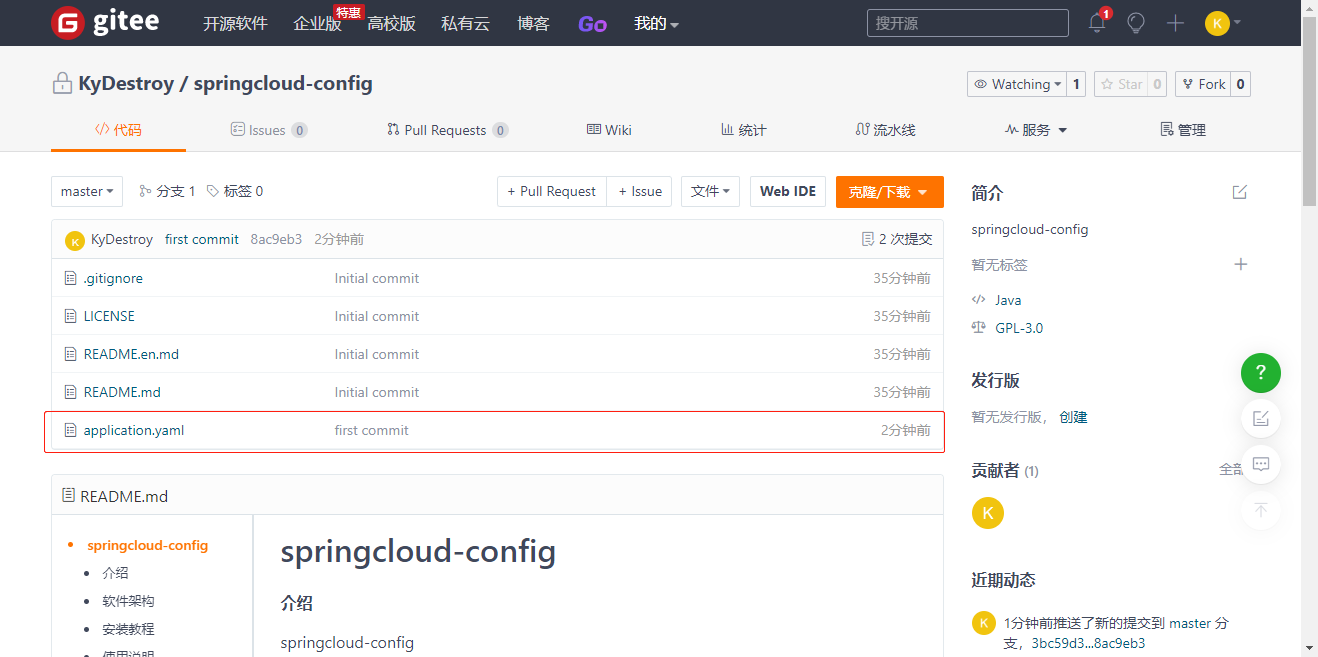 gitee 开源软件 企业版 特惠 高校版 私有云 博客 Go 我的 搜开源 1 K
KyDestroy / springcloud-config Watching 1 Star 0 Fork 0
代码 Issues 0 Pull Requests 0 Wiki 统计 流水线 服务 管理
master 分支 1 标签 0 + Pull Request + Issue 文件 Web IDE 克隆/下载
K KyDestroy first commit 8ac9eb3 2分钟前 2 次提交
.gitignore Initial commit 35分钟前
LICENSE Initial commit 35分钟前
README.en.md Initial commit 35分钟前
README.md Initial commit 35分钟前
application.yaml first commit 2分钟前
README.md
springcloud-config
介绍
软件架构
安装教程
使用说明
springcloud-config
介绍
springcloud-config
简介
springcloud-config
暂无标签
Java
GPL-3.0
发行版
暂无发行版， 创建
贡献者 (1) 全部
K
近期动态
K 1分钟前推送了新的提交到 master 分
支，3bc59d3...8ac9eb3
?